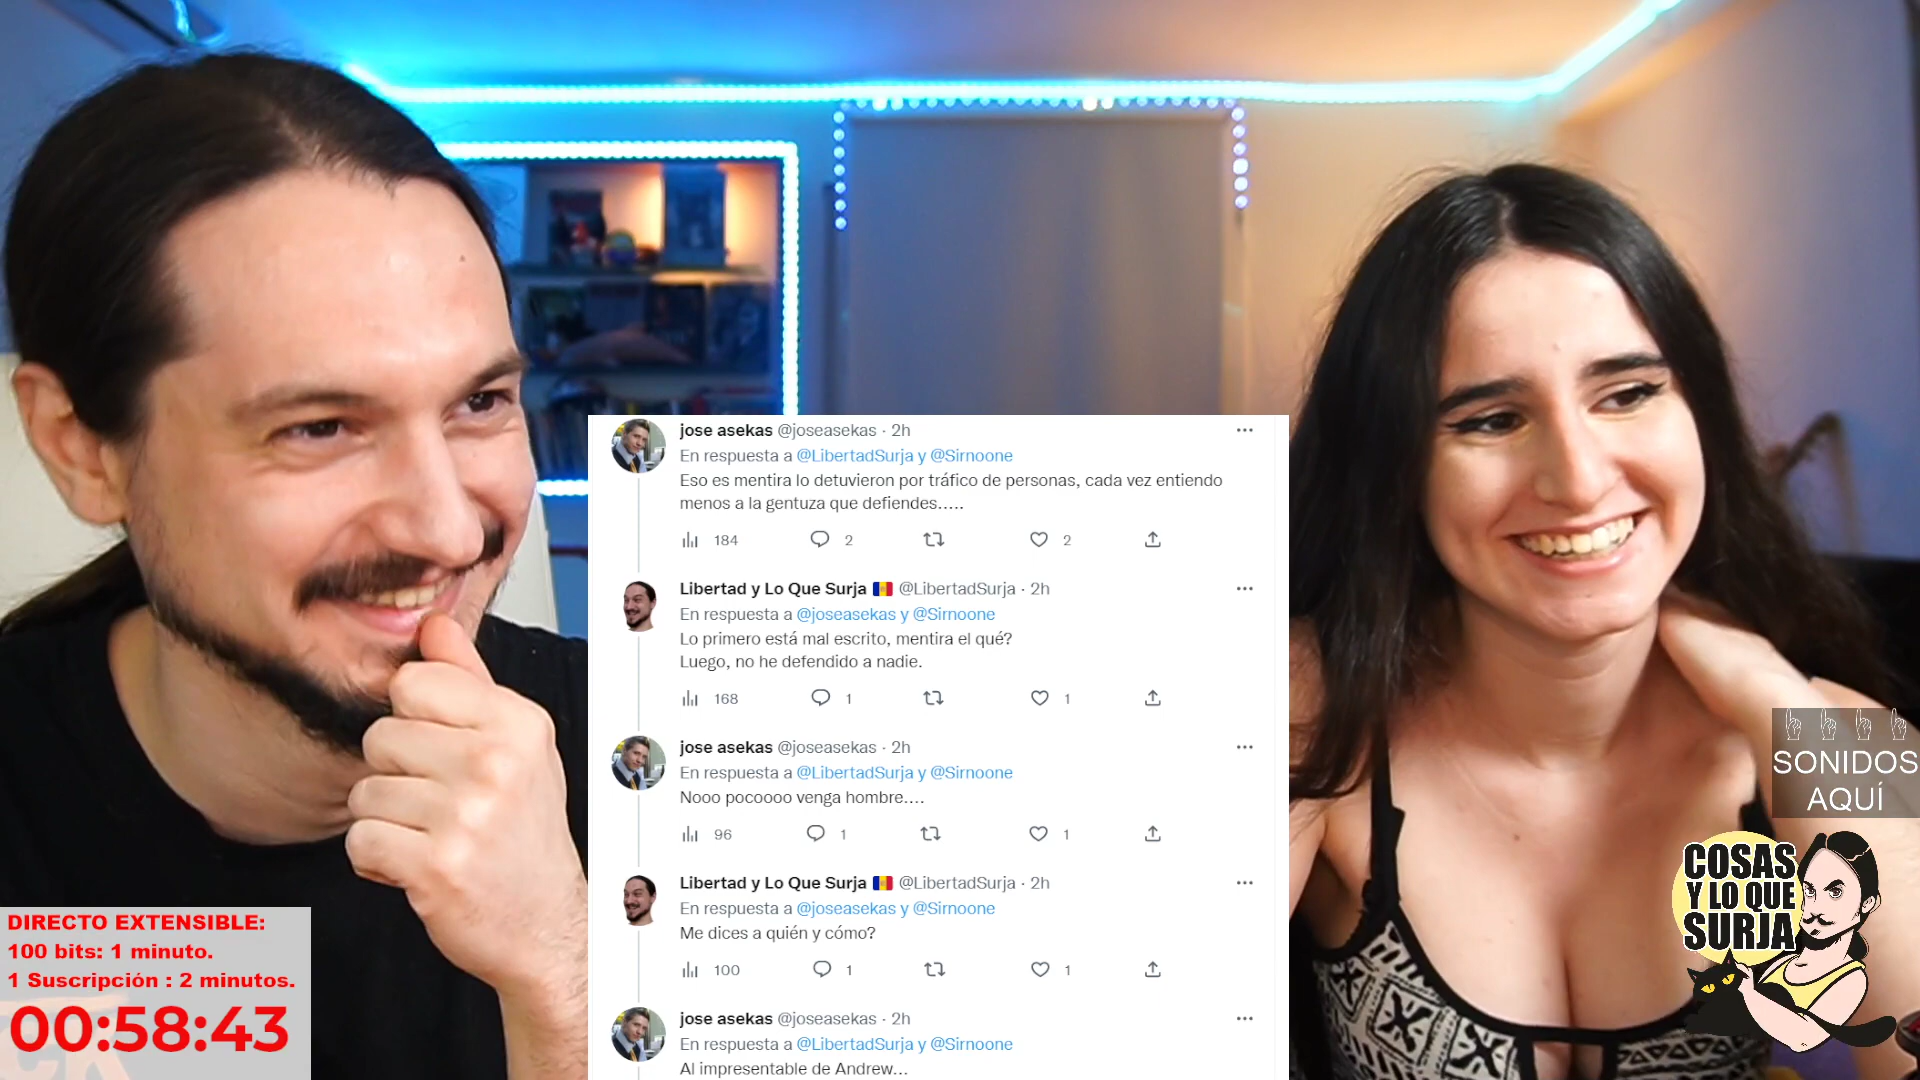 jose asekas @joseasekas · 2h
En respuesta a @LibertadSurja y @Sirnoone
Eso es mentira lo detuvieron por tráfico de personas, cada vez entiendo
menos a la gentuza que defiendes.....
184 2 2
Libertad y Lo Que Surja @LibertadSurja · 2h
En respuesta a @joseasekas y @Sirnoone
Lo primero está mal escrito, mentira el qué?
Luego, no he defendido a nadie.
168 1 1
jose asekas @joseasekas · 2h
En respuesta a @LibertadSurja y @Sirnoone
Nooo pocoooo venga hombre....
96 1 1
Libertad y Lo Que Surja @LibertadSurja · 2h
En respuesta a @joseasekas y @Sirnoone
Me dices a quién y cómo?
100 1 1
jose asekas @joseasekas · 2h
En respuesta a @LibertadSurja y @Sirnoone
Al impresentable de Andrew...
SONIDOS
AQUÍ
COSAS
Y LO QUE
SURJA
DIRECTO EXTENSIBLE:
100 bits: 1 minuto.
1 Suscripción : 2 minutos.
00:58:43